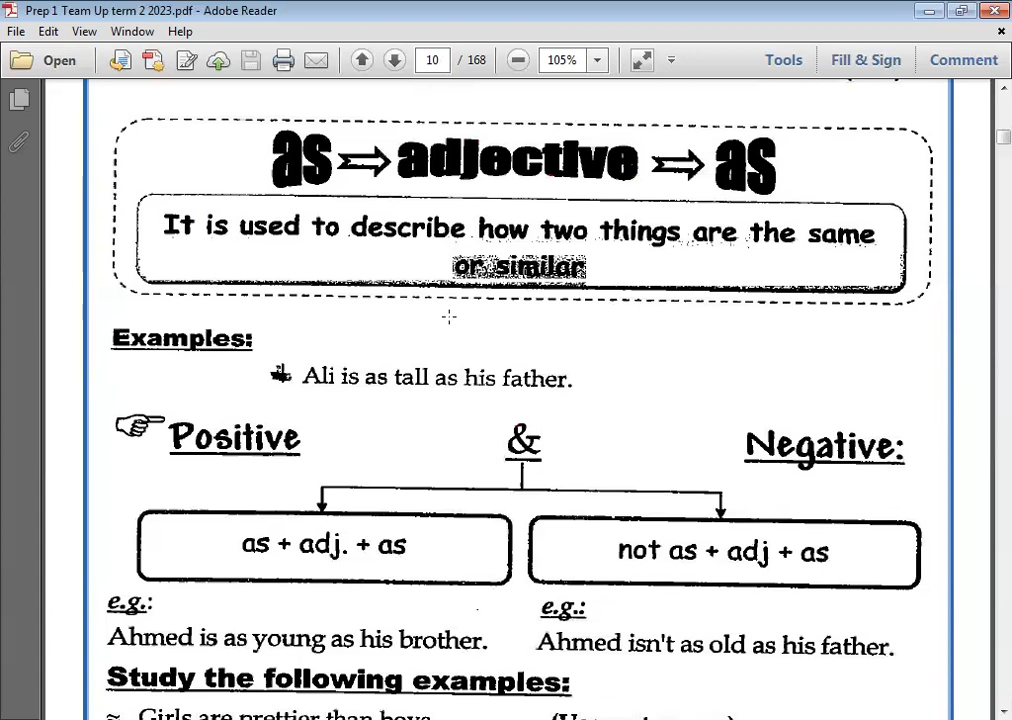 Prep 1 Team Up term 2 2023.pdf - Adobe Reader
File Edit View Window Help
Open 10 / 168 105% Tools Fill & Sign Comment
as ⇒ adjective ⇒ as
It is used to describe how two things are the same
or similar
Examples:
Ali is as tall as his father.
Positive & Negative:
as + adj. + as
not as + adj + as
e.g.:
Ahmed is as young as his brother.
e.g.:
Ahmed isn't as old as his father.
Study the following examples:
≈ Girls are prettier than boys